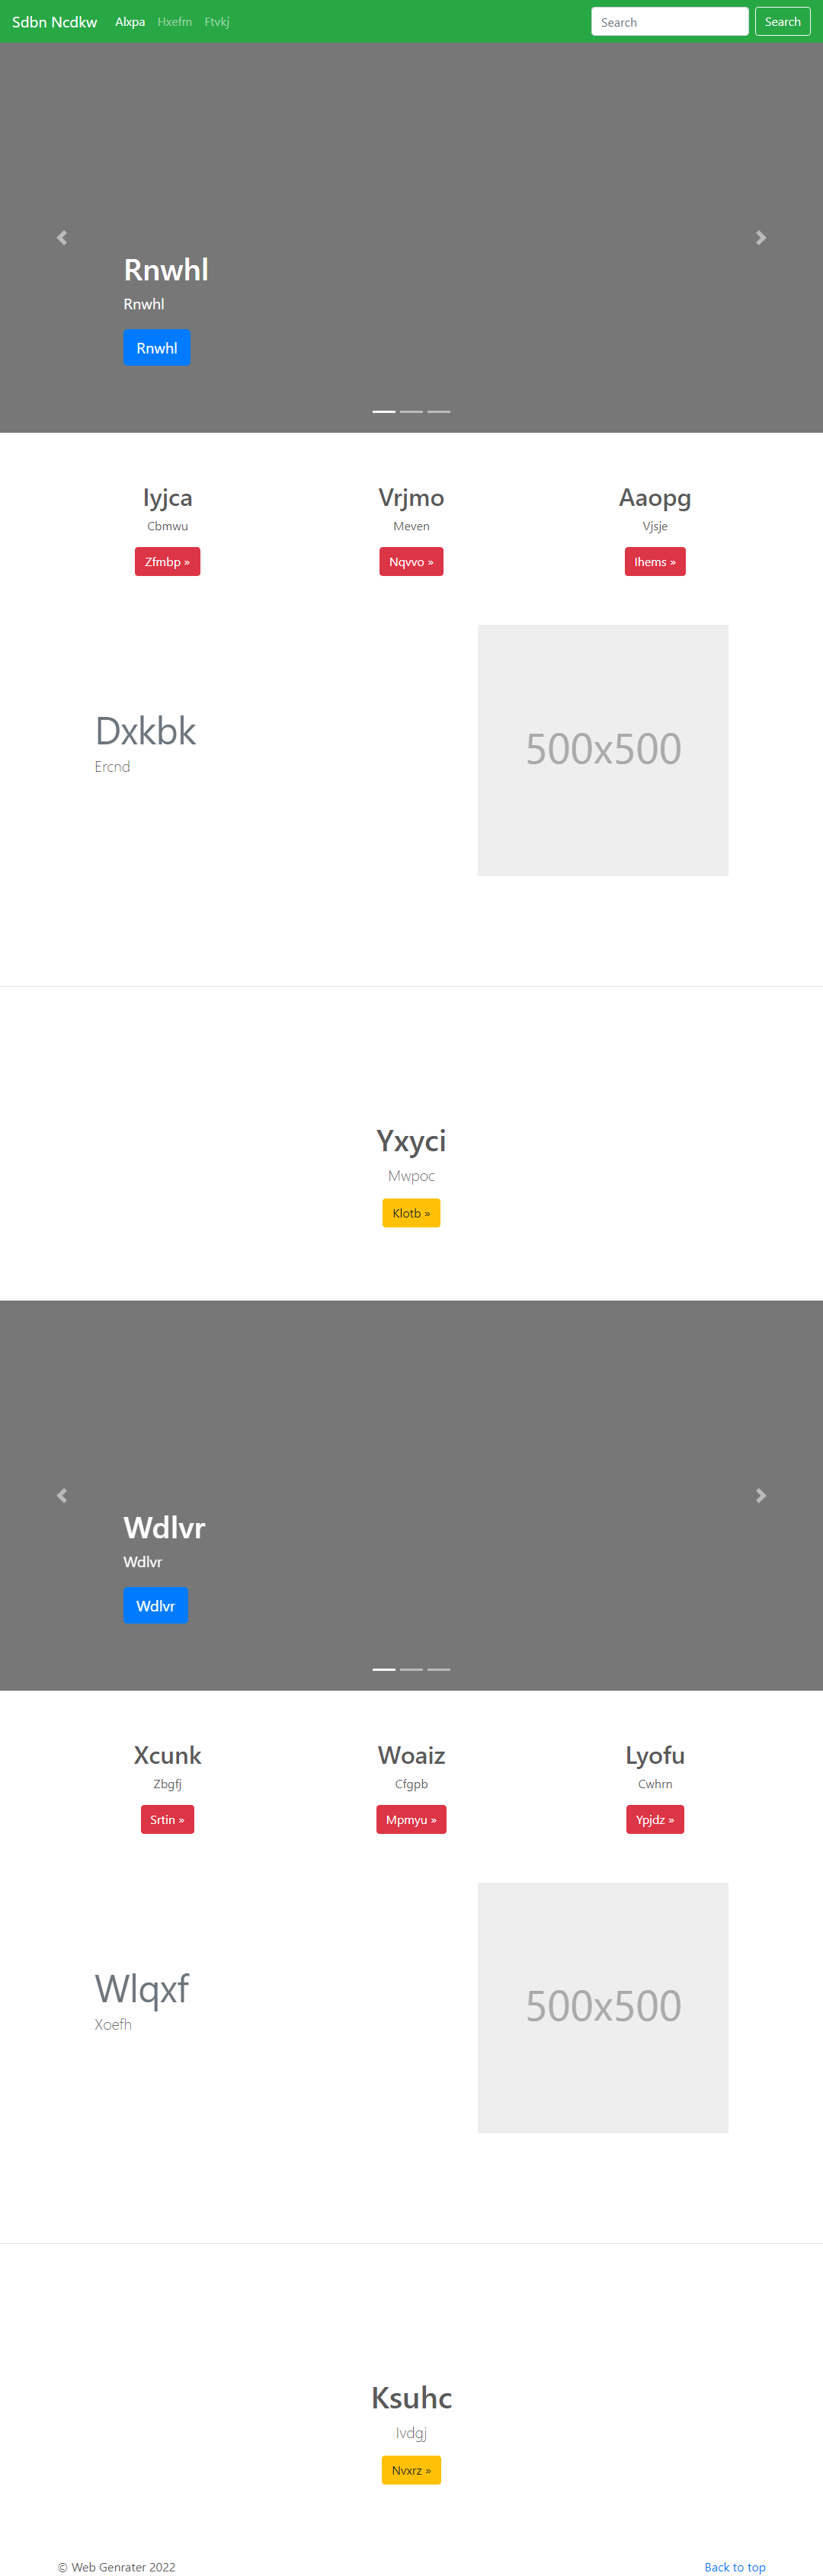 Sdbn Ncdkw Alxpa Hxefm Ftvkj Search Search
Rnwhl
Rnwhl
Rnwhl
Iyjca Vrjmo Aaopg
Cbmwu Meven Vjsje
Zfmbp » Nqvvo » Ihems »
Dxkbk
Ercnd
500x500
Yxyci
Mwpoc
Klotb »
Wdlvr
Wdlvr
Wdlvr
Xcunk Woaiz Lyofu
Zbgfj Cfgpb Cwhrn
Srtin » Mpmyu » Ypjdz »
Wlqxf
Xoefh
500x500
Ksuhc
Ivdgj
Nvxrz »
© Web Genrater 2022 Back to top